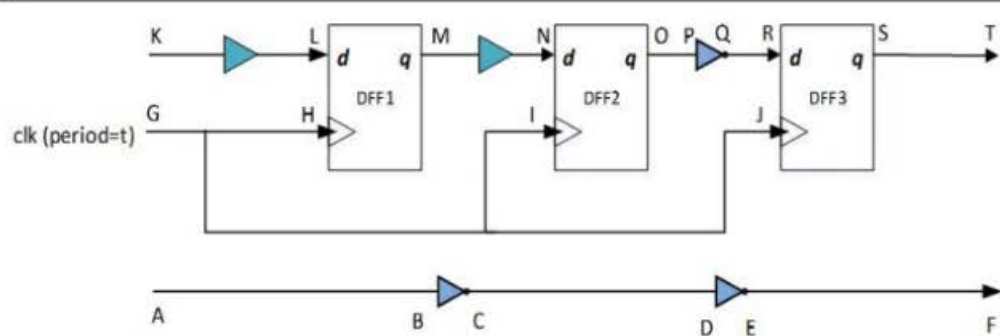 K L M N O P Q R S T
d q d q d q
DFF1 DFF2 DFF3
G H I J
clk (period=t)
A B C D E F